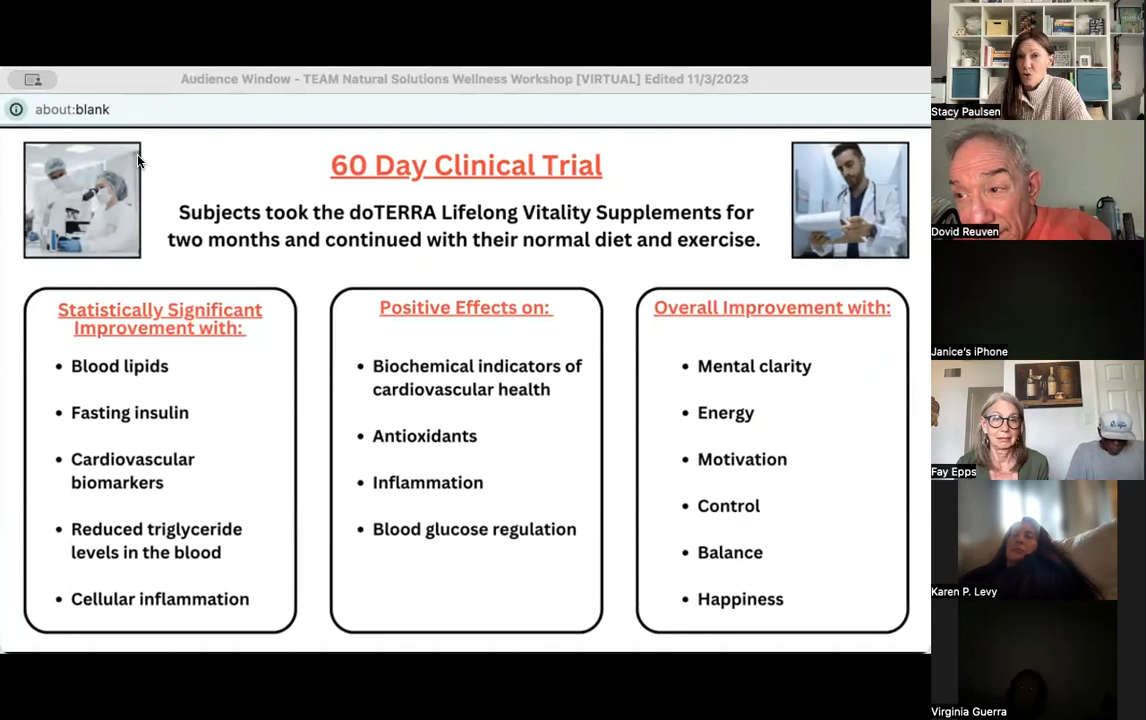 Audience Window - TEAM Natural Solutions Wellness Workshop [VIRTUAL] Edited 11/3/2023
about:blank
60 Day Clinical Trial
Subjects took the doTERRA Lifelong Vitality Supplements for
two months and continued with their normal diet and exercise.
Statistically Significant
Improvement with:
• Blood lipids
• Fasting insulin
• Cardiovascular
biomarkers
• Reduced triglyceride
levels in the blood
• Cellular inflammation
Positive Effects on:
• Biochemical indicators of
cardiovascular health
• Antioxidants
• Inflammation
• Blood glucose regulation
Overall Improvement with:
• Mental clarity
• Energy
• Motivation
• Control
• Balance
• Happiness
Stacy Paulsen
Dovid Reuven
Janice's iPhone
Fay Epps
Karen P. Levy
Virginia Guerra